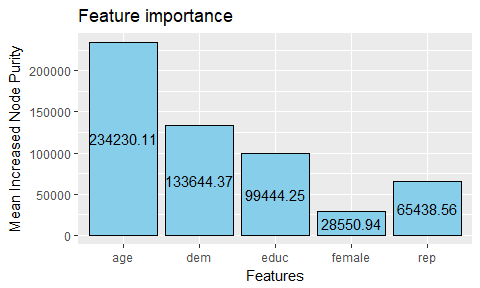 Feature importance
Mean Increased Node Purity
200000
150000
100000
50000
0
234230.11
133644.37
99444.25
28550.94
65438.56
age dem educ female rep
Features